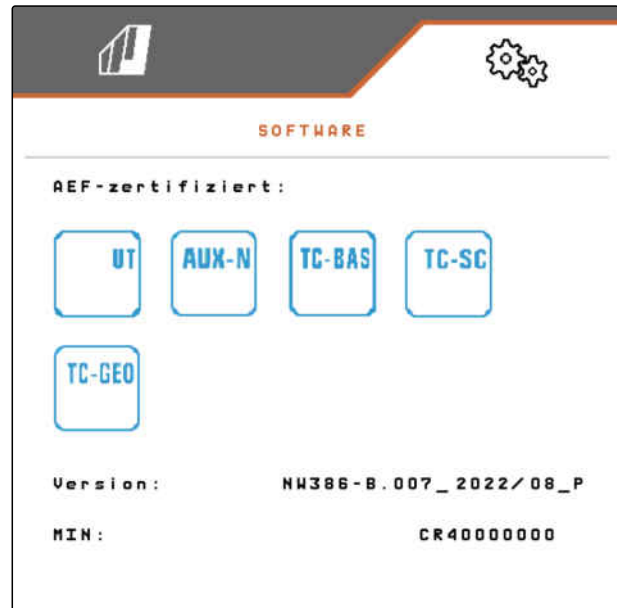 SOFTWARE
AEF-zertifiziert:
UT AUX-N TC-BAS TC-SC
TC-GEO
Version: NW386-B.007_2022/08_P
MIN: CR40000000